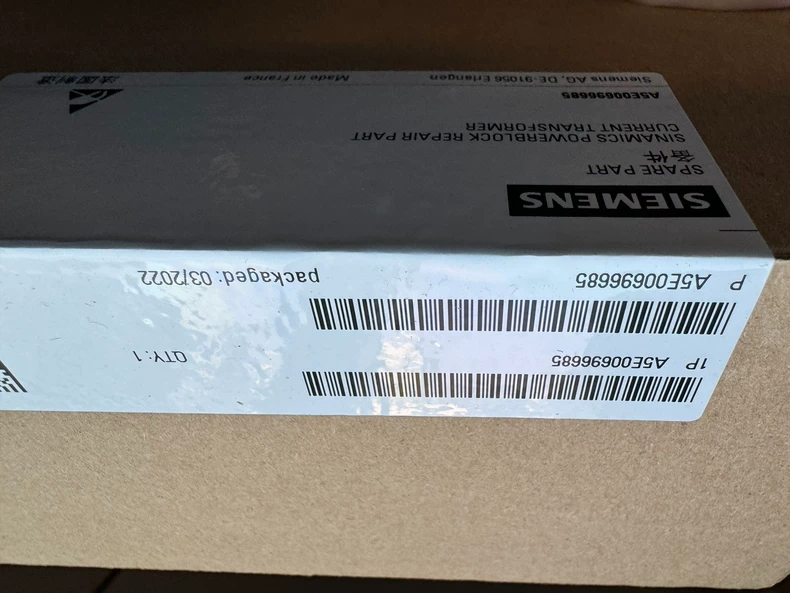 SIEMENS
SPARE PART
备件
SINAMICS POWERBLOCK REPAIR PART
CURRENT TRANSFORMER
A5E00696685
Siemens AG, DE-91056 Erlangen Made in France 法国制造
1P A5E00696685 QTY: 1
P A5E00696685 packaged: 03/2022